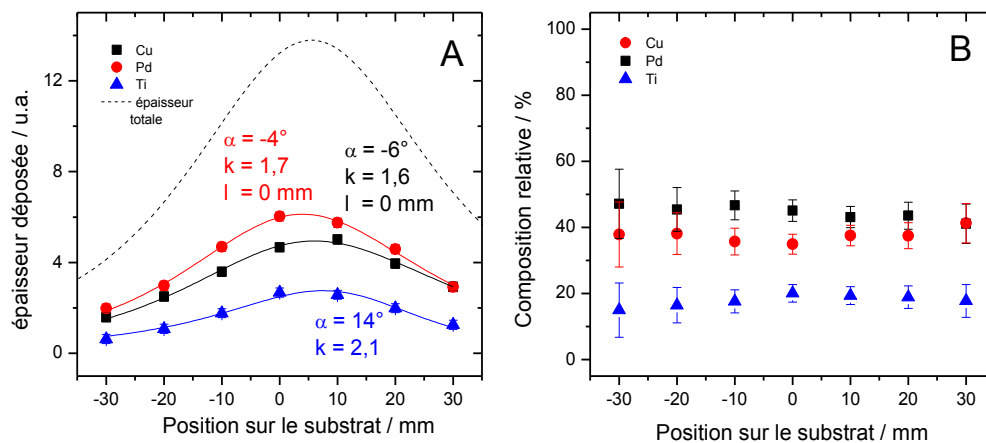 A
Cu
Pd
Ti
épaisseur
totale
α = -4°
k = 1,7
l = 0 mm
α = -6°
k = 1,6
l = 0 mm
α = 14°
k = 2,1
12
8
4
0
-30 -20 -10 0 10 20 30
épaisseur déposée / u.a.
Position sur le substrat / mm
B
Cu
Pd
Ti
100
80
60
40
20
0
-30 -20 -10 0 10 20 30
Composition relative / %
Position sur le substrat / mm